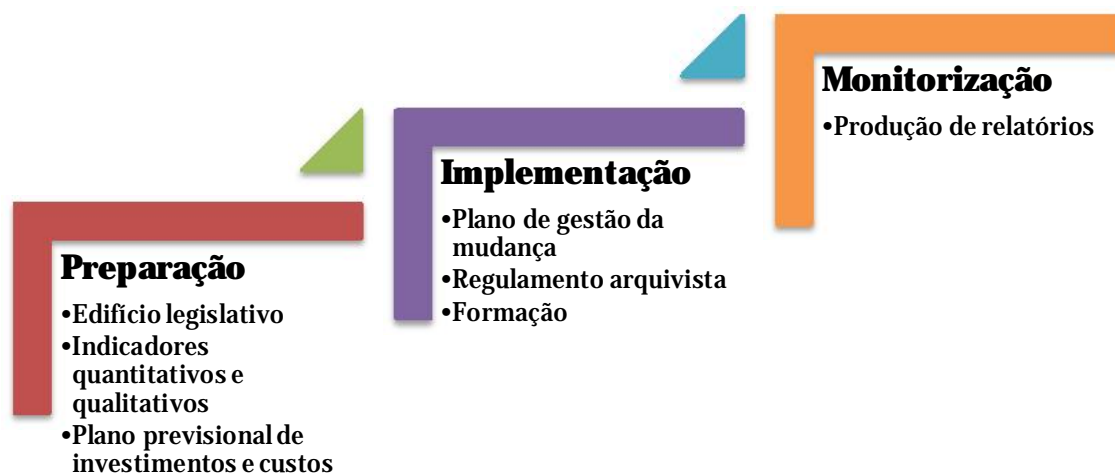 Preparação
•Edifício legislativo
•Indicadores
quantitativos e
qualitativos
•Plano previsional de
investimentos e custos
Implementação
•Plano de gestão da
mudança
•Regulamento arquivista
•Formação
Monitorização
•Produção de relatórios